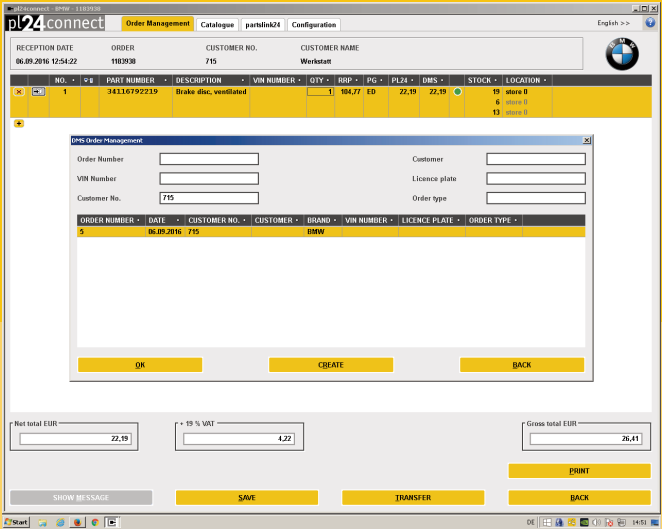 pl24connect - BMW - 1183938
pl24connect
Order Management
Catalogue
partslink24
Configuration
English >>
?
RECEPTION DATE ORDER CUSTOMER NO. CUSTOMER NAME
06.09.2016 12:54:22 1183938 715 Werkstatt
BMW
NO. PART NUMBER DESCRIPTION VIN NUMBER QTY RRP PG PL24 DMS STOCK LOCATION
1 34116792219 Brake disc, ventilated 1 104,77 ED 22,19 22,19 19 store 0
6 store 0
13 store 0
DMS Order Management
Order Number Customer
VIN Number Licence plate
Customer No. 715 Order type
ORDER NUMBER DATE CUSTOMER NO. CUSTOMER BRAND VIN NUMBER LICENCE PLATE ORDER TYPE
5 06.09.2016 715 BMW
OK CREATE BACK
Net total EUR + 19 % VAT Gross total EUR
22,19 4,22 26,41
PRINT
SHOW MESSAGE SAVE TRANSFER BACK
Start DE 14:51